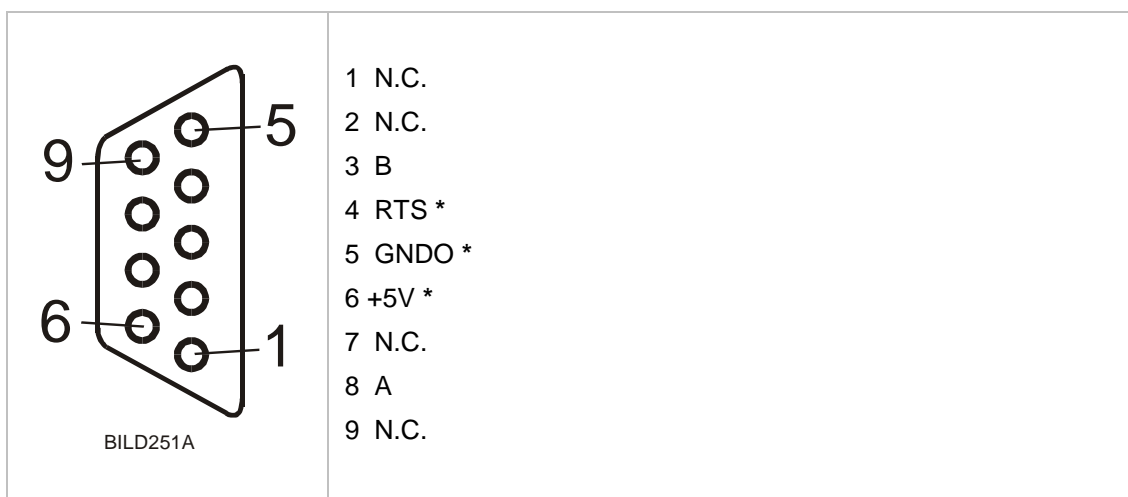 5
9
6
1
BILD251A
1 N.C.
2 N.C.
3 B
4 RTS *
5 GNDO *
6 +5V *
7 N.C.
8 A
9 N.C.